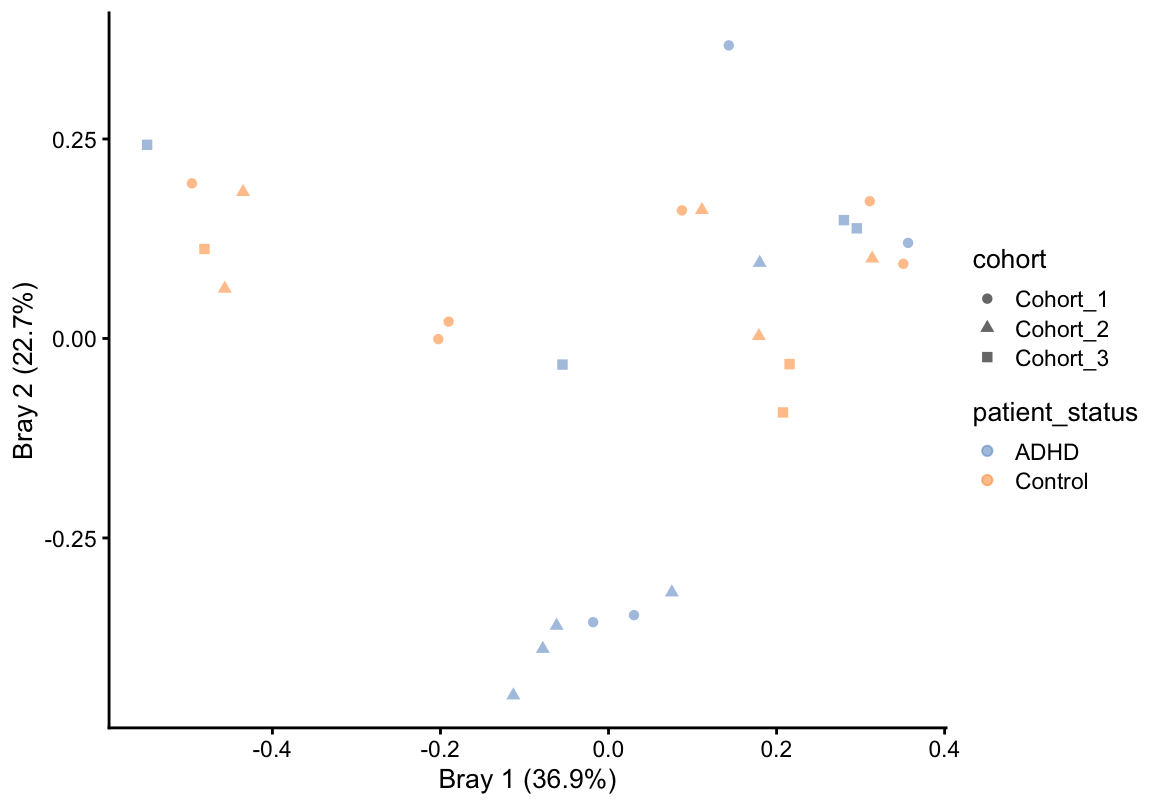 0.25
0.00
-0.25
-0.4
-0.2
0.0
0.2
0.4
Bray 1 (36.9%)
Bray 2 (22.7%)
cohort
Cohort_1
Cohort_2
Cohort_3
patient_status
ADHD
Control